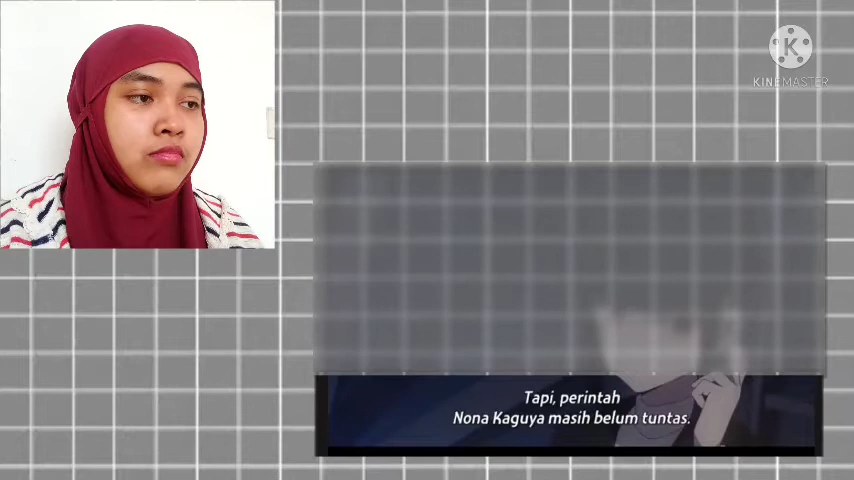 K
KINEMASTER
Tapi, perintah
Nona Kaguya masih belum tuntas.